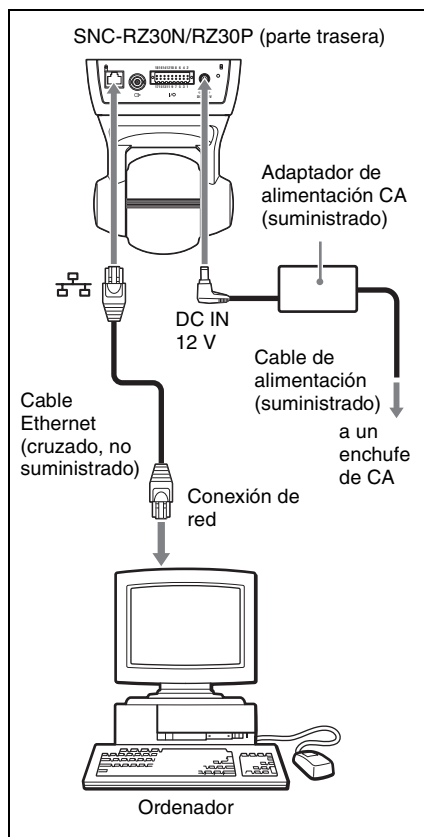 SNC-RZ30N/RZ30P (parte trasera)
I/O
Adaptador de
alimentación CA
(suministrado)
DC IN
12 V
Cable de
alimentación
(suministrado)
a un
enchufe
de CA
Cable
Ethernet
(cruzado, no
suministrado)
Conexión de
red
Ordenador